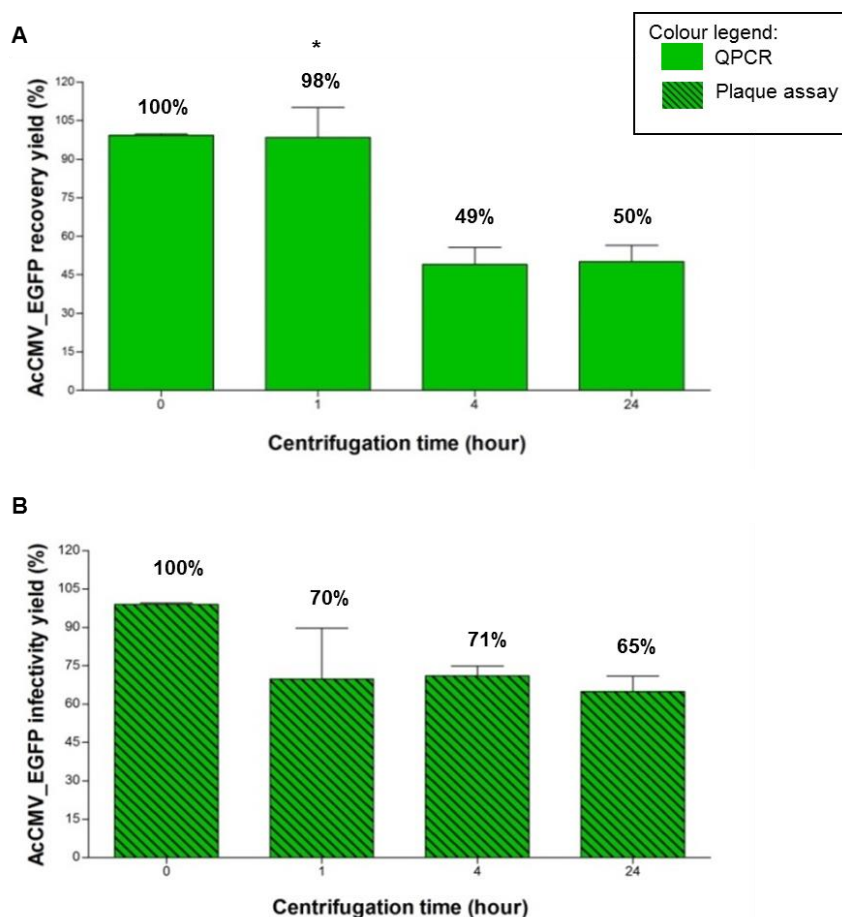 A
Colour legend:
QPCR
Plaque assay
*
100%
98%
49%
50%
AcCMV_EGFP recovery yield (%)
120
105
90
75
60
45
30
15
0
0 1 4 24
Centrifugation time (hour)
B
100%
70%
71%
65%
AcCMV_EGFP infectivity yield (%)
120
105
90
75
60
45
30
15
0
0 1 4 24
Centrifugation time (hour)